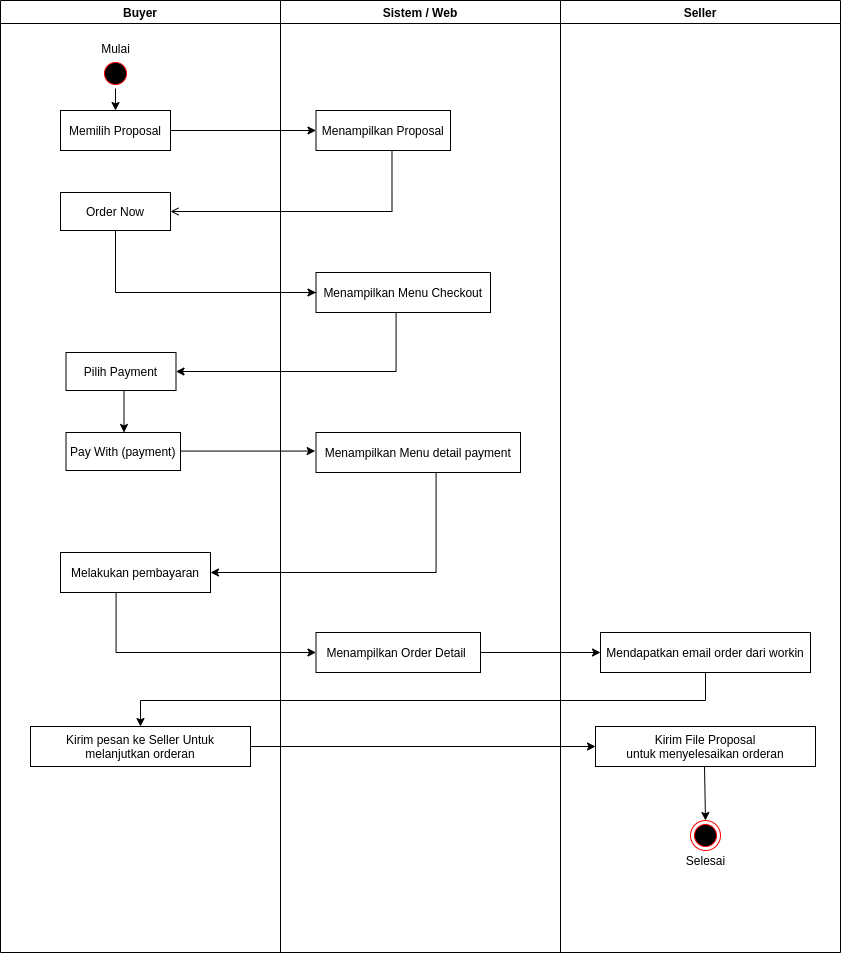 Buyer
Sistem / Web
Seller
Mulai
Memilih Proposal
Menampilkan Proposal
Order Now
Menampilkan Menu Checkout
Pilih Payment
Pay With (payment)
Menampilkan Menu detail payment
Melakukan pembayaran
Menampilkan Order Detail
Mendapatkan email order dari workin
Kirim pesan ke Seller Untuk
melanjutkan orderan
Kirim File Proposal
untuk menyelesaikan orderan
Selesai